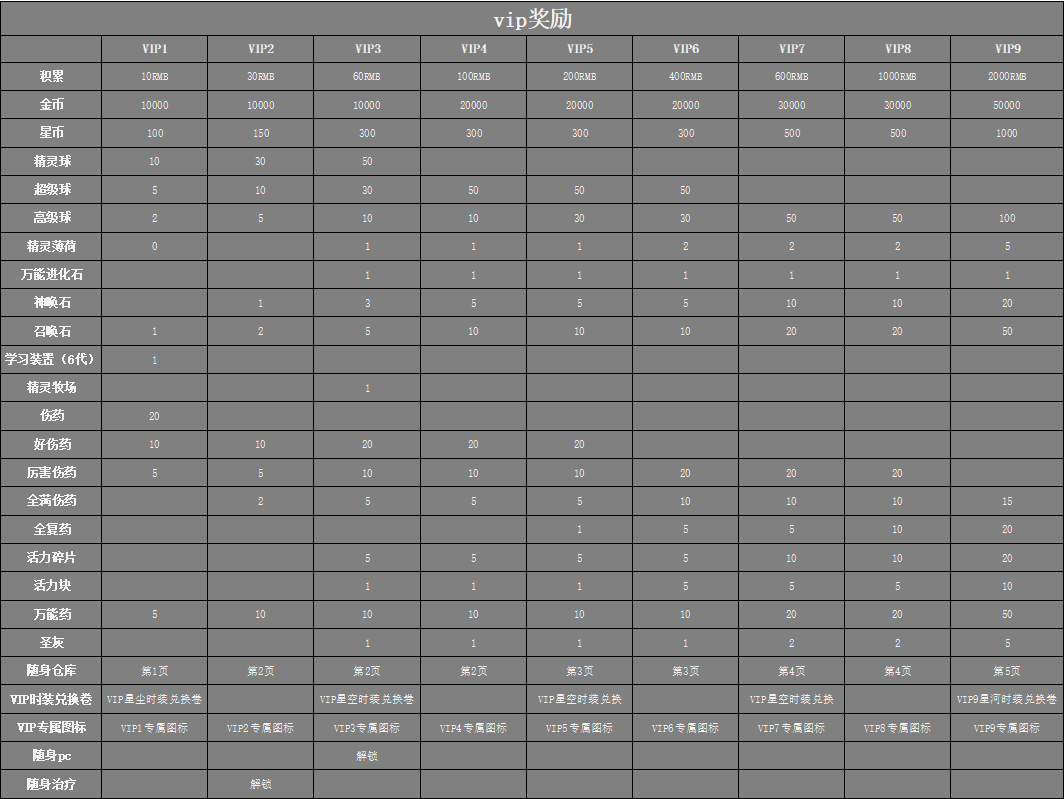 vip奖励
VIP1 VIP2 VIP3 VIP4 VIP5 VIP6 VIP7 VIP8 VIP9
积累 10RMB 30RMB 60RMB 100RMB 200RMB 400RMB 600RMB 1000RMB 2000RMB
金币 10000 10000 10000 20000 20000 20000 30000 30000 50000
星币 100 150 300 300 300 300 500 500 1000
精灵球 10 30 50
超级球 5 10 30 50 50 50
高级球 2 5 10 10 30 30 50 50 100
精灵薄荷 0 1 1 1 2 2 2 5
万能进化石 1 1 1 1 1 1 1
神唤石 1 3 5 5 5 10 10 20
召唤石 1 2 5 10 10 10 20 20 50
学习装置（6代） 1
精灵牧场 1
伤药 20
好伤药 10 10 20 20 20
厉害伤药 5 5 10 10 10 20 20 20
全满伤药 2 5 5 5 10 10 10 15
全复药 1 5 5 10 20
活力碎片 5 5 5 5 10 10 20
活力块 1 1 1 5 5 5 10
万能药 5 10 10 10 10 10 20 20 50
圣灰 1 1 1 1 2 2 5
随身仓库 第1页 第2页 第2页 第2页 第3页 第3页 第4页 第4页 第5页
VIP时装兑换卷 VIP星尘时装兑换卷 VIP星空时装兑换卷 VIP星空时装兑换 VIP星空时装兑换 VIP9星河时装兑换卷
VIP专属图标 VIP1专属图标 VIP2专属图标 VIP3专属图标 VIP4专属图标 VIP5专属图标 VIP6专属图标 VIP7专属图标 VIP8专属图标 VIP9专属图标
随身pc 解锁
随身治疗 解锁